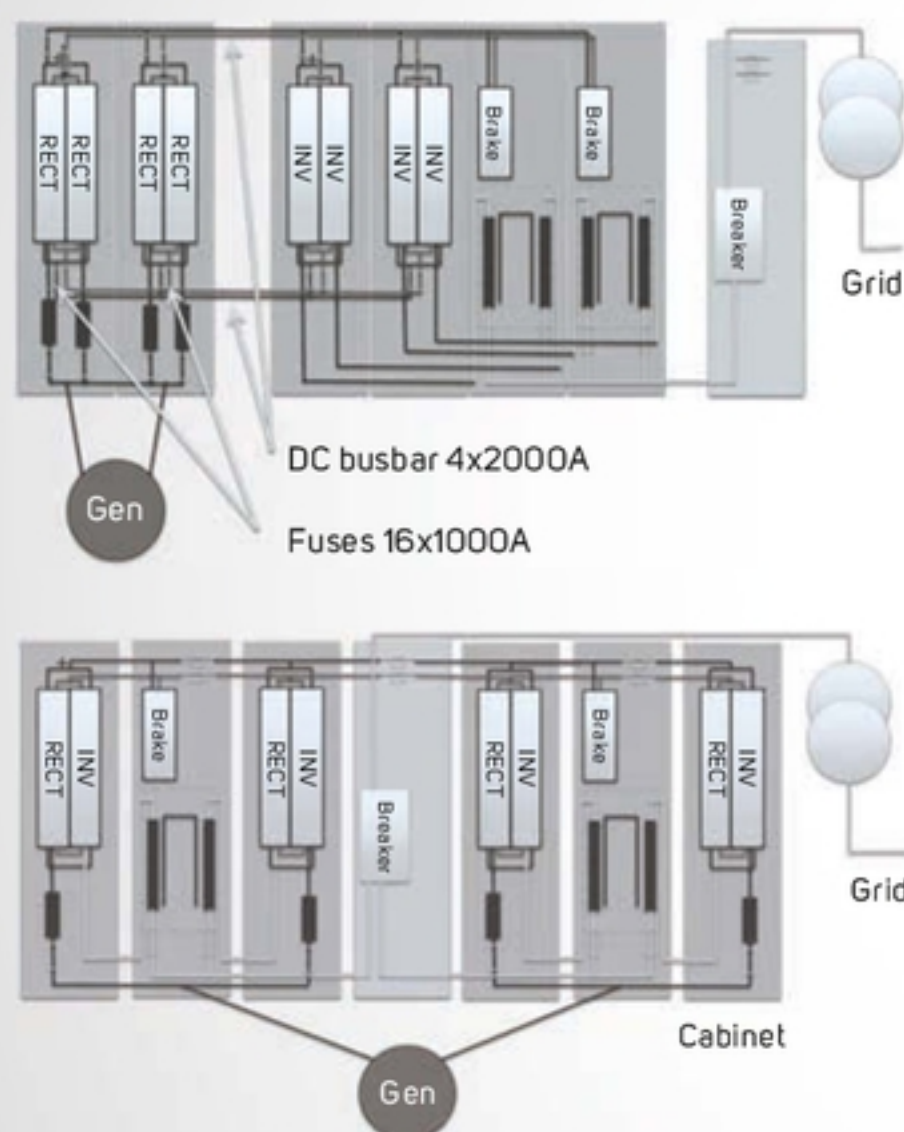 RECT
RECT
RECT
RECT
INV
INV
INV
INV
Brake
Brake
Breaker
Grid
DC busbar 4x2000A
Gen
Fuses 16x1000A
RECT
INV
Brake
RECT
INV
Breaker
RECT
INV
Brake
RECT
INV
Grid
Cabinet
Gen